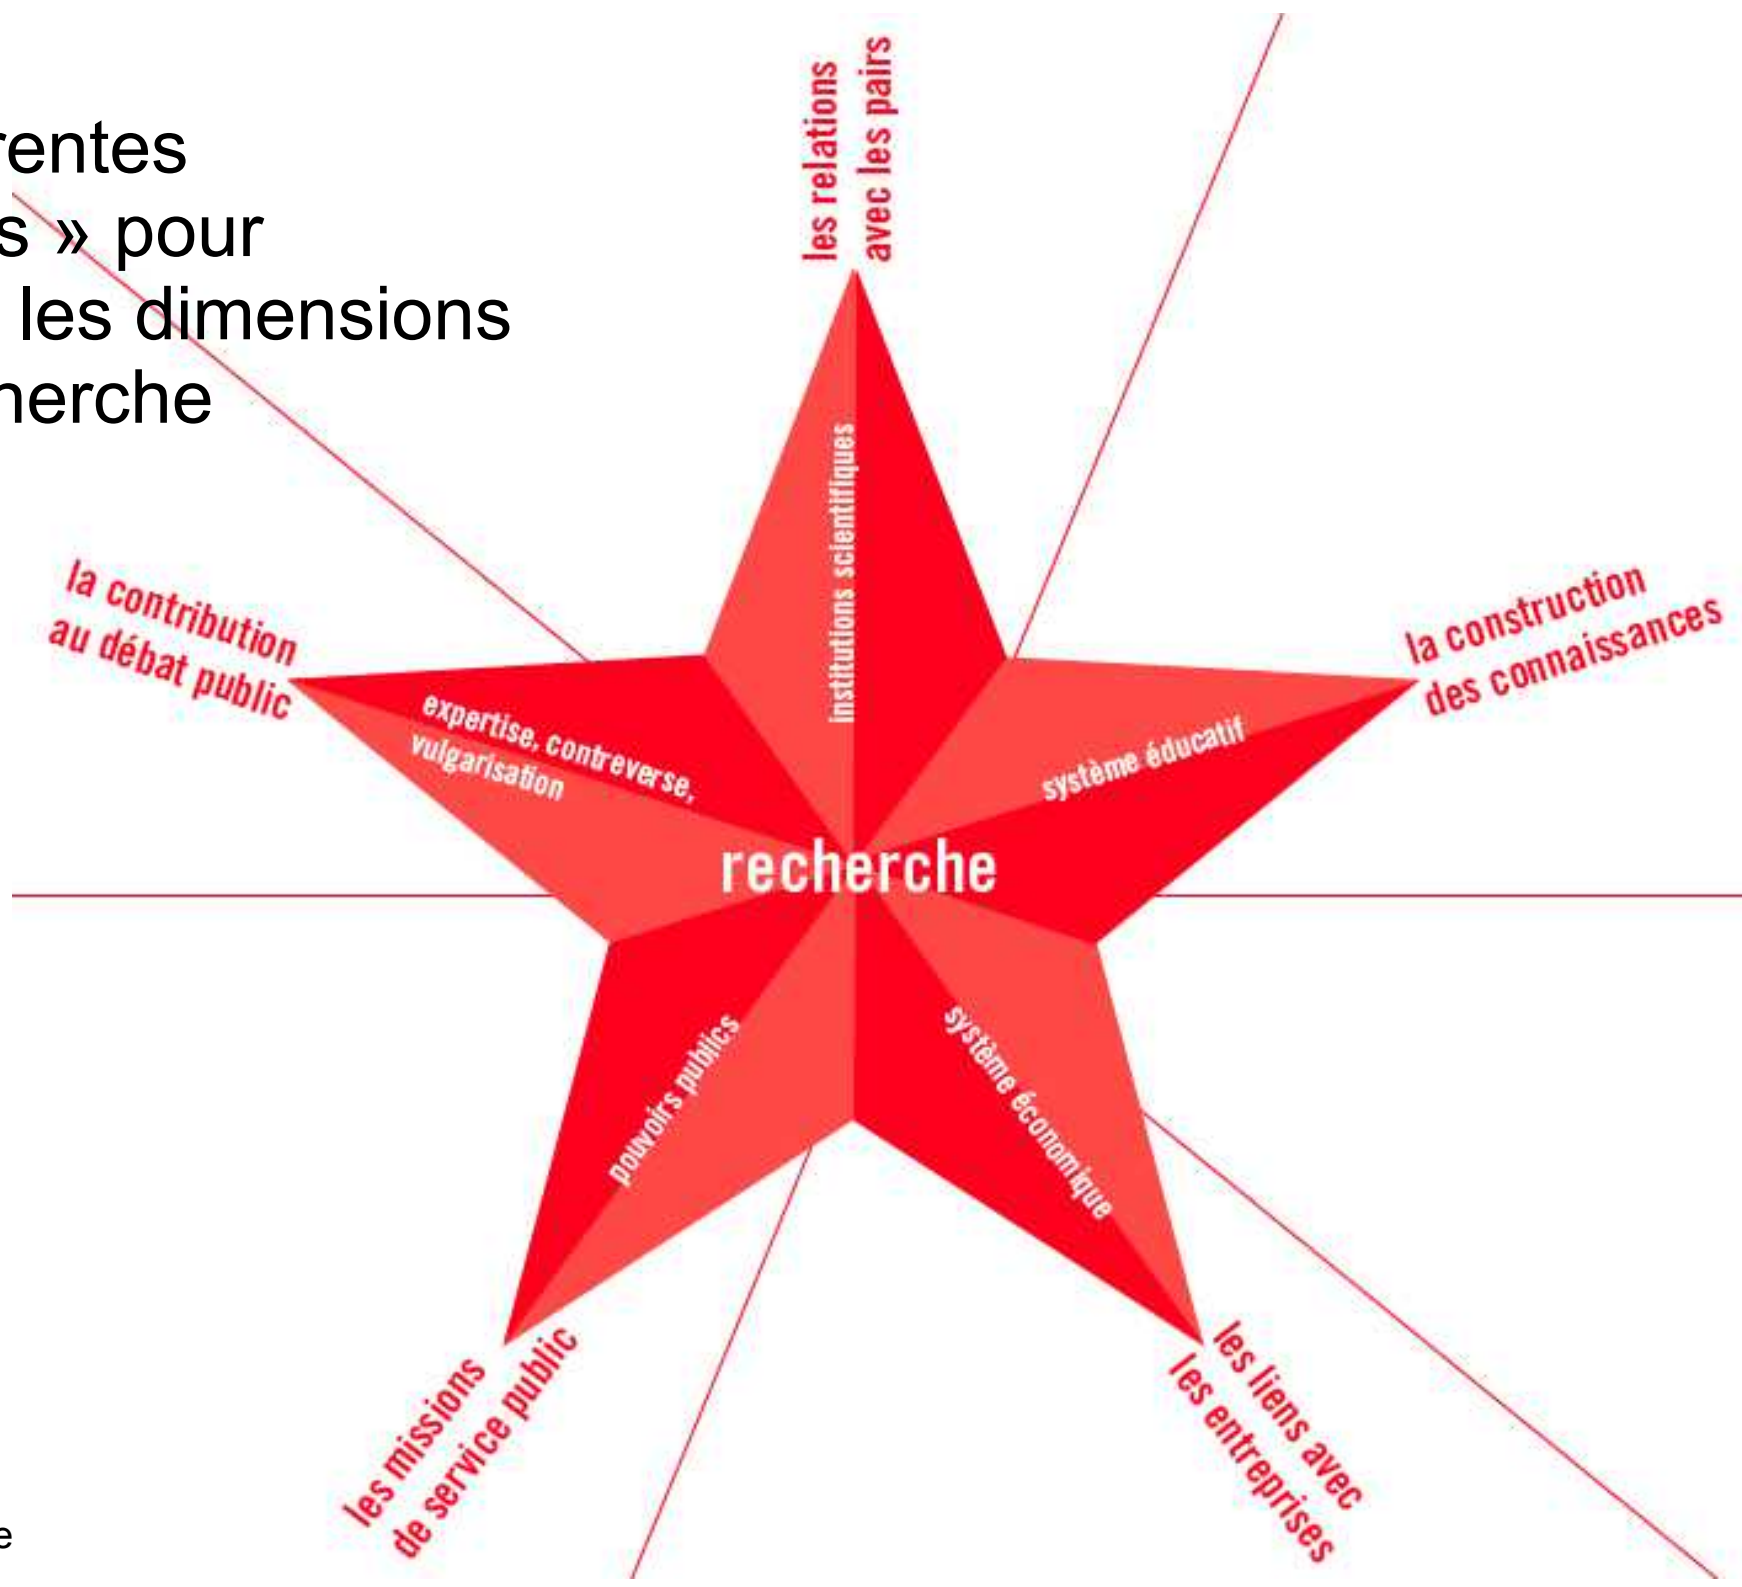 rentes
s » pour
les dimensions
herche
les relations
avec les pairs
institutions scientifiques
la contribution
au débat public
expertise, contreverse,
vulgarisation
la construction
des connaissances
système éducatif
recherche
pouvoirs publics
système économique
les missions
de service public
les liens avec
les entreprises
e